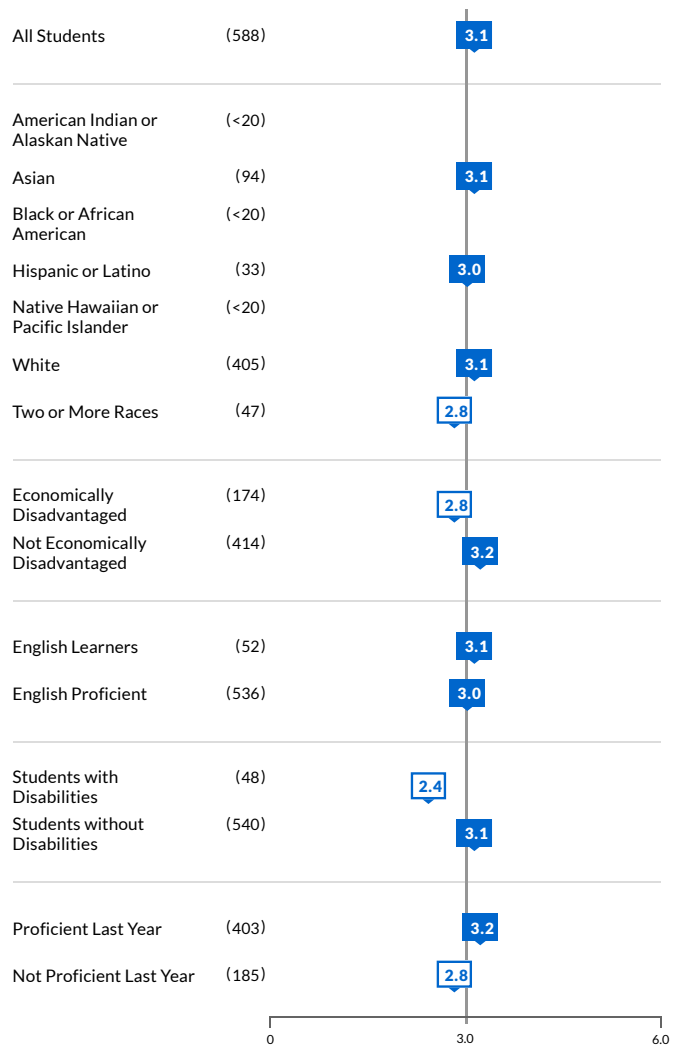 All Students (588) 3.1
American Indian or (<20)
Alaskan Native
Asian (94) 3.1
Black or African (<20)
American
Hispanic or Latino (33) 3.0
Native Hawaiian or (<20)
Pacific Islander
White (405) 3.1
Two or More Races (47) 2.8
Economically (174) 2.8
Disadvantaged
Not Economically (414) 3.2
Disadvantaged
English Learners (52) 3.1
English Proficient (536) 3.0
Students with (48) 2.4
Disabilities
Students without (540) 3.1
Disabilities
Proficient Last Year (403) 3.2
Not Proficient Last Year (185) 2.8
0 3.0 6.0